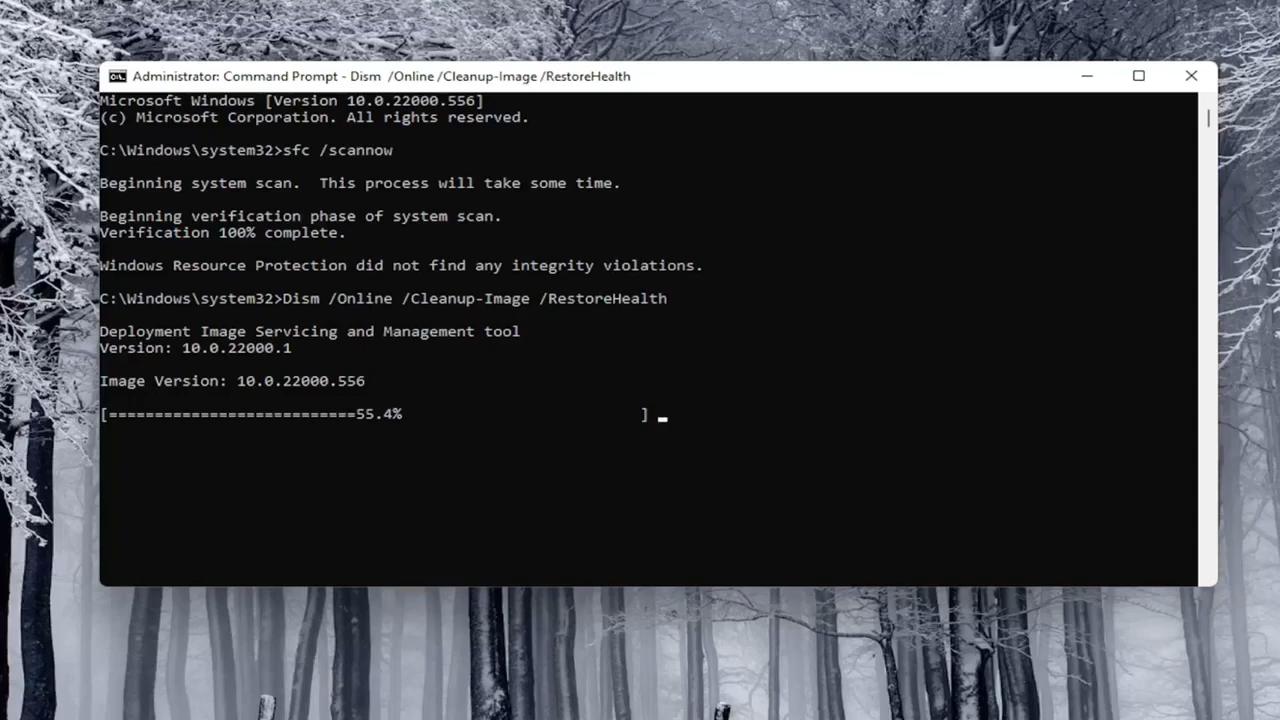 Administrator: Command Prompt - Dism  /Online /Cleanup-Image /RestoreHealth
Microsoft Windows [Version 10.0.22000.556]
(c) Microsoft Corporation. All rights reserved.
C:\Windows\system32>sfc /scannow
Beginning system scan.  This process will take some time.
Beginning verification phase of system scan.
Verification 100% complete.
Windows Resource Protection did not find any integrity violations.
C:\Windows\system32>Dism /Online /Cleanup-Image /RestoreHealth
Deployment Image Servicing and Management tool
Version: 10.0.22000.1
Image Version: 10.0.22000.556
[===========================55.4%                          ]